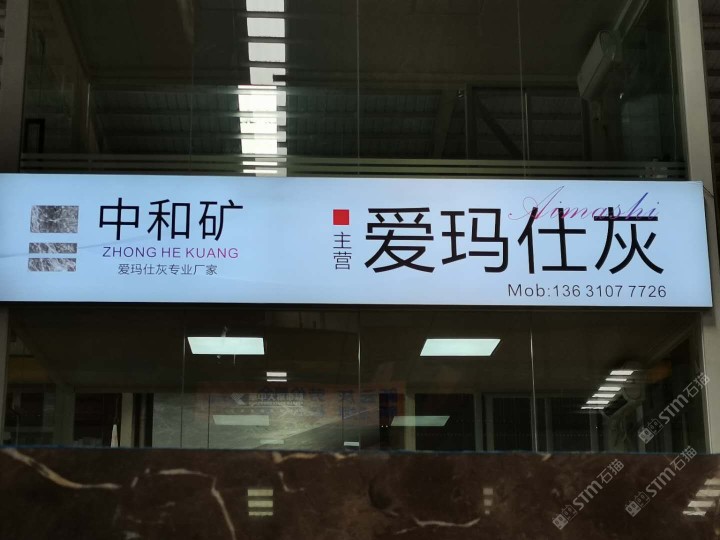 中和矿
ZHONG HE KUANG
爱玛仕灰专业厂家
主营
爱玛仕灰
Aimashi
Mob:136 3107 7726
STM石猫
STM石猫